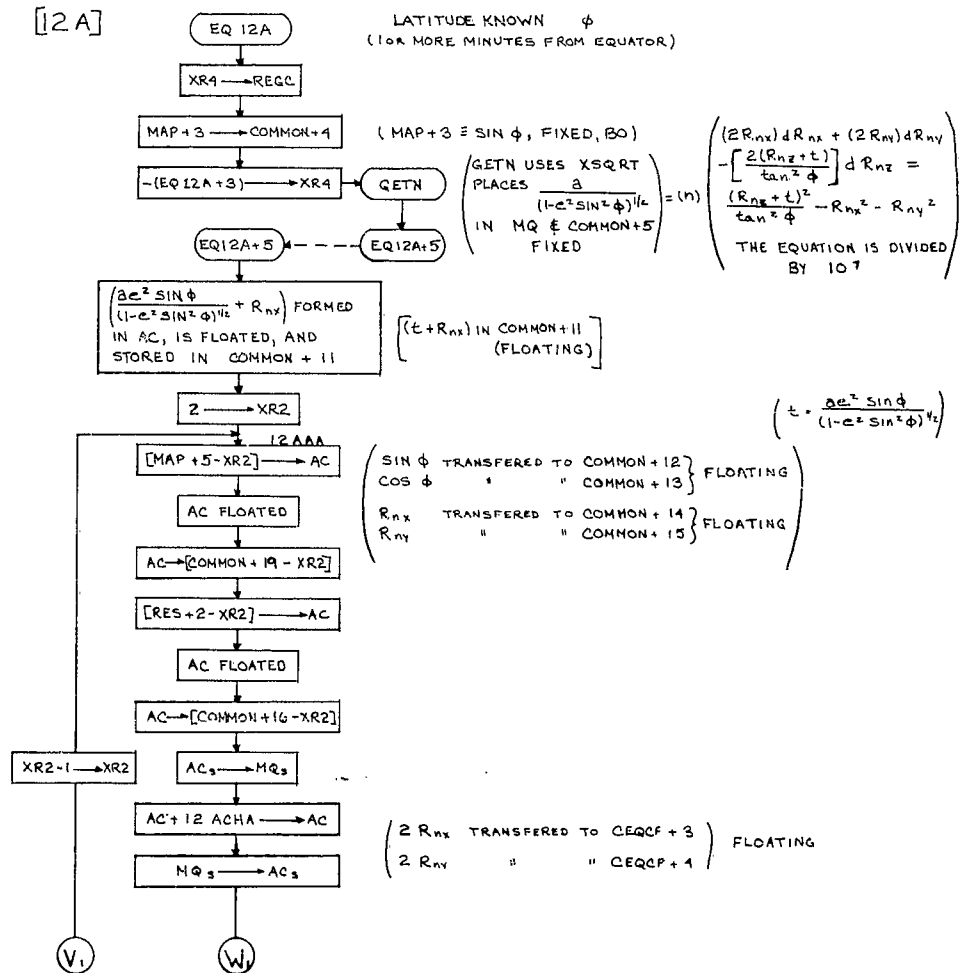 [12 A]
EQ 12A
LATITUDE KNOWN ϕ
(1 OR MORE MINUTES FROM EQUATOR)
XR4 → REGC
MAP+3 → COMMON+4
(MAP+3 ≡ SIN ϕ, FIXED, B0)
-(EQ12A+3) → XR4
GETN
(GETN USES XSQRT
PLACES a/(1-e² SIN² ϕ)^1/2 = (n)
IN MQ & COMMON+5
FIXED)
((2Rnx) dRnx + (2Rny) dRny
-[2(Rnz+t)/tan² ϕ] dRnz =
(Rnz+t)²/tan² ϕ - Rnx² - Rny²
THE EQUATION IS DIVIDED
BY 10⁷)
EQ12A+5
EQ12A+5
(ae² SIN ϕ/(1-e² SIN² ϕ)^1/2 + Rnx) FORMED
IN AC, IS FLOATED, AND
STORED IN COMMON + 11
[(t+Rnx) IN COMMON+11
(FLOATING)]
2 → XR2
(t = ae² sin ϕ/(1-e² sin² ϕ)^1/2)
12AAA
[MAP+5-XR2] → AC
(SIN ϕ TRANSFERED TO COMMON+12
COS ϕ " " COMMON+13} FLOATING
Rnx TRANSFERED TO COMMON+14
Rny " " COMMON+15} FLOATING)
AC FLOATED
AC→[COMMON+19-XR2]
[RES+2-XR2] → AC
AC FLOATED
AC→[COMMON+16-XR2]
XR2-1 → XR2
ACs → MQs
AC+12 ACHA → AC
(2 Rnx TRANSFERED TO CEQCF+3
2 Rny " " CEQCF+4) FLOATING
MQs → ACs
V₁
W₁